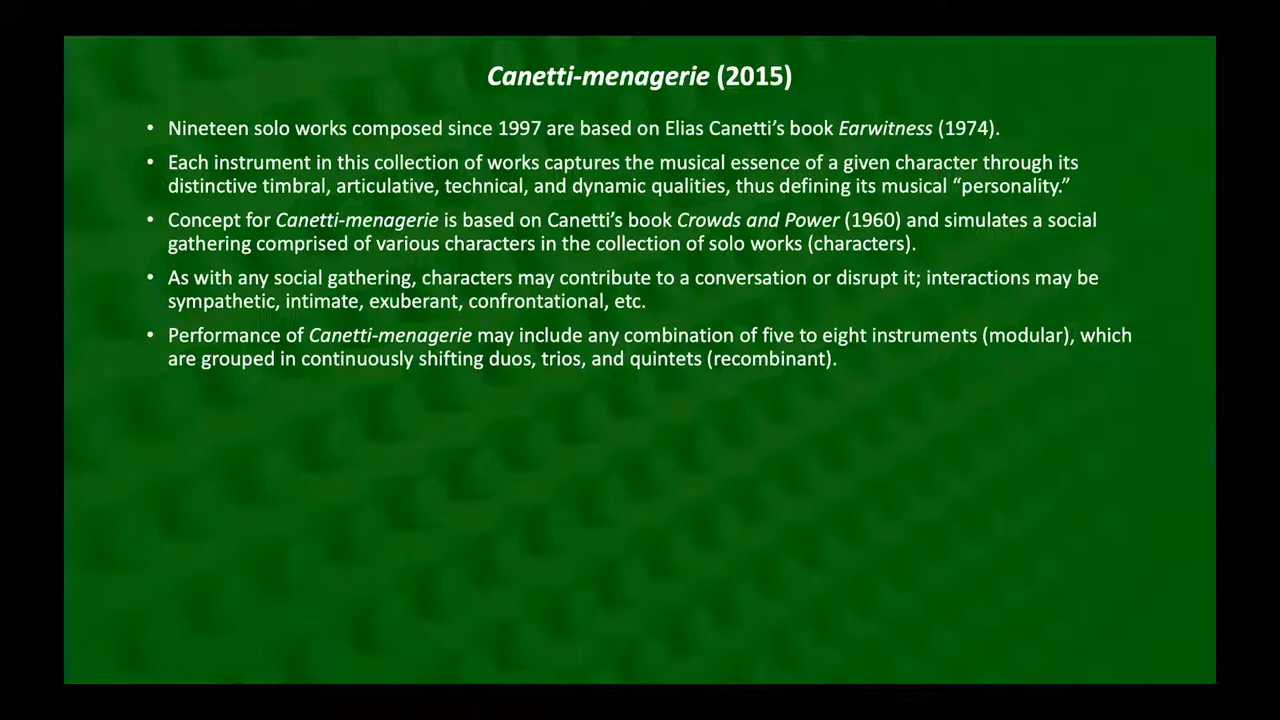 Canetti-menagerie (2015)
• Nineteen solo works composed since 1997 are based on Elias Canetti’s book Earwitness (1974).
• Each instrument in this collection of works captures the musical essence of a given character through its
distinctive timbral, articulative, technical, and dynamic qualities, thus defining its musical “personality.”
• Concept for Canetti-menagerie is based on Canetti’s book Crowds and Power (1960) and simulates a social
gathering comprised of various characters in the collection of solo works (characters).
• As with any social gathering, characters may contribute to a conversation or disrupt it; interactions may be
sympathetic, intimate, exuberant, confrontational, etc.
• Performance of Canetti-menagerie may include any combination of five to eight instruments (modular), which
are grouped in continuously shifting duos, trios, and quintets (recombinant).